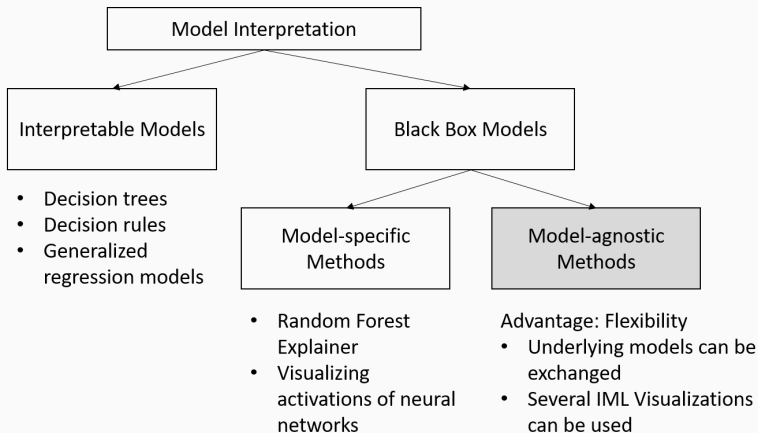 Model Interpretation
Interpretable Models
Black Box Models
• Decision trees
• Decision rules
• Generalized
regression models
Model-specific
Methods
Model-agnostic
Methods
• Random Forest
Explainer
• Visualizing
activations of neural
networks
Advantage: Flexibility
• Underlying models can be
exchanged
• Several IML Visualizations
can be used